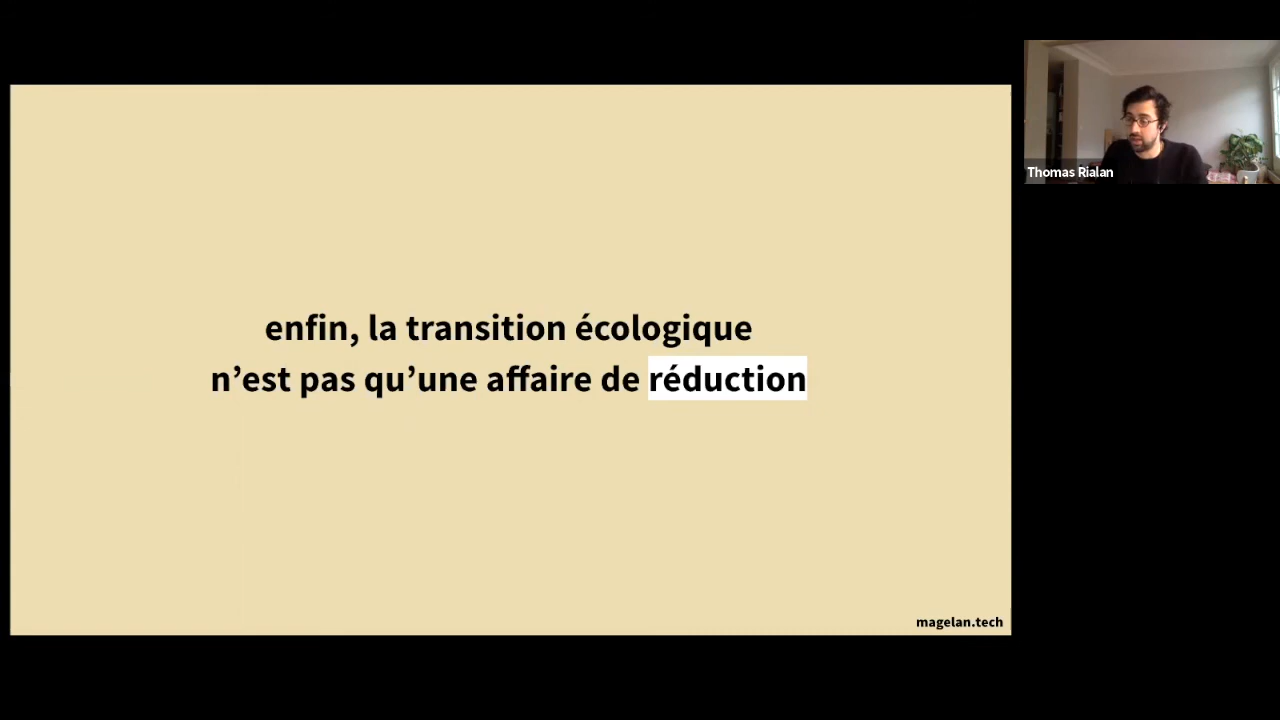 enfin, la transition écologique
n’est pas qu’une affaire de réduction
magelan.tech
Thomas Rialan